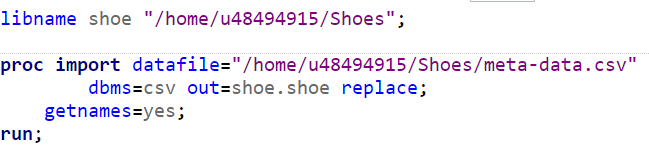 libname shoe "/home/u48494915/Shoes";
proc import datafile="/home/u48494915/Shoes/meta-data.csv"
dbms=csv out=shoe.shoe replace;
getnames=yes;
run;